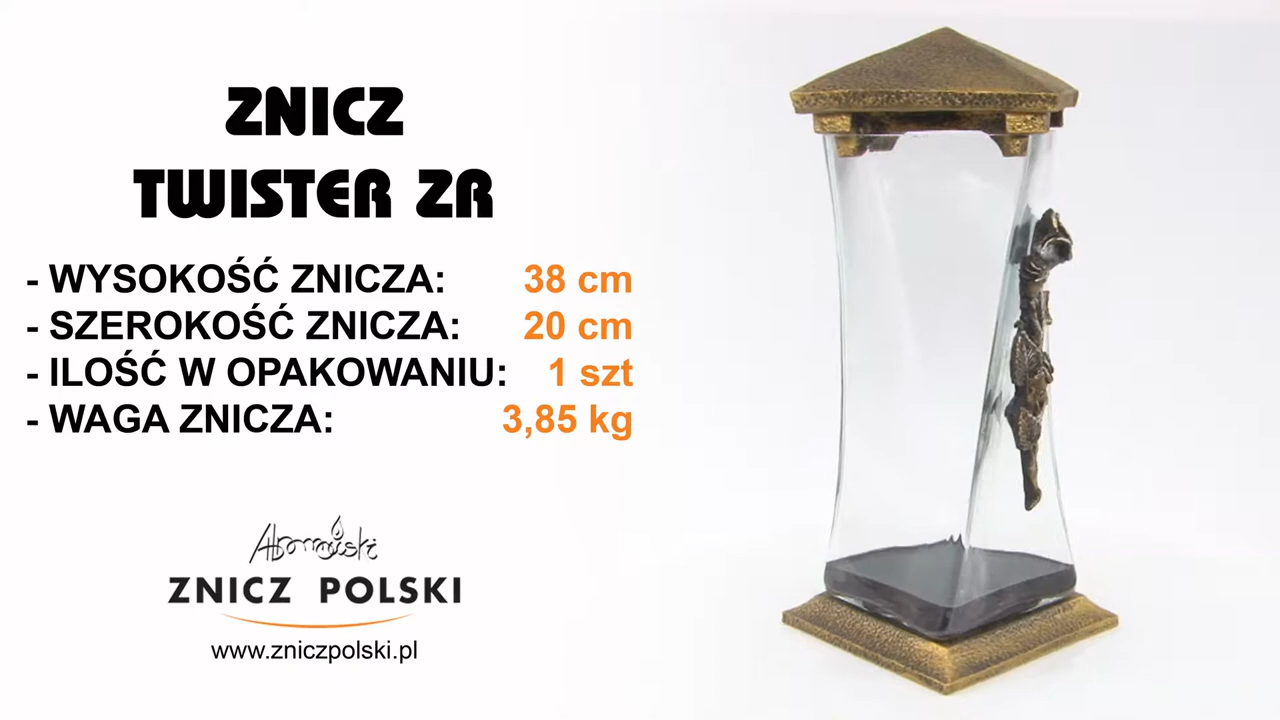 ZNICZ
TWISTER ZR
- WYSOKOŚĆ ZNICZA: 38 cm
- SZEROKOŚĆ ZNICZA: 20 cm
- ILOŚĆ W OPAKOWANIU: 1 szt
- WAGA ZNICZA: 3,85 kg
ZNICZ POLSKI
www.zniczpolski.pl